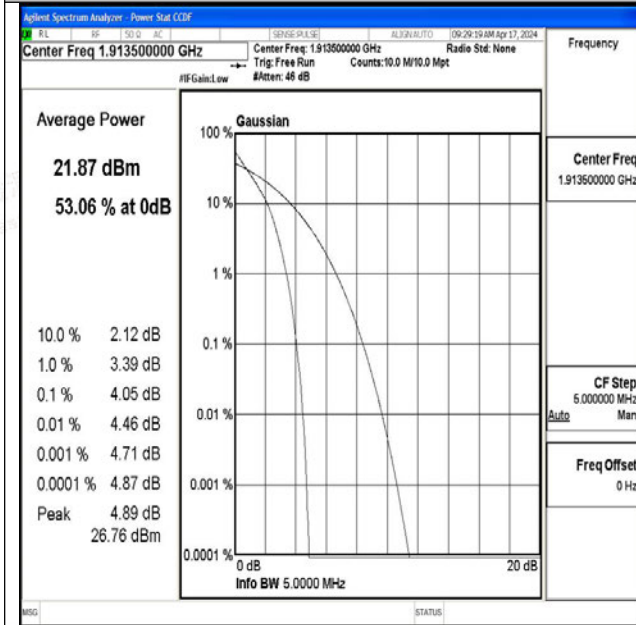 Agilent Spectrum Analyzer - Power Stat CCDF
RL RF 50 Ω AC SENSE:PULSE ALIGNAUTO 09:29:19 AM Apr 17, 2024
Center Freq 1.913500000 GHz
Center Freq: 1.913500000 GHz Radio Std: None
Trig: Free Run Counts:10.0 M/10.0 Mpt
#IFGain:Low #Atten: 46 dB
Frequency
Average Power
21.87 dBm
53.06 % at 0dB
10.0 % 2.12 dB
1.0 % 3.39 dB
0.1 % 4.05 dB
0.01 % 4.46 dB
0.001 % 4.71 dB
0.0001 % 4.87 dB
Peak 4.89 dB
26.76 dBm
Gaussian
100 %
10 %
1 %
0.1 %
0.01 %
0.001 %
0.0001 %
0 dB 20 dB
Info BW 5.0000 MHz
Center Freq
1.913500000 GHz
CF Step
5.000000 MHz
Auto Man
Freq Offset
0 Hz
MSG STATUS